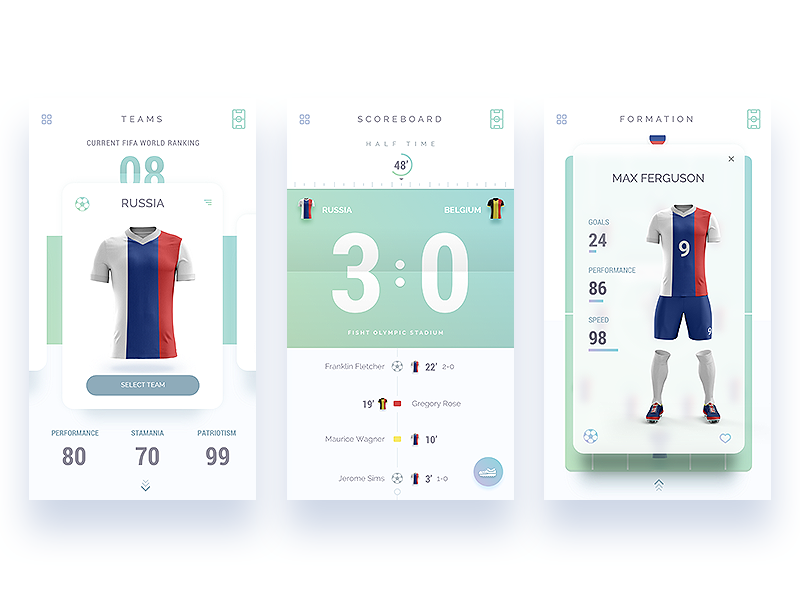 TEAMS
CURRENT FIFA WORLD RANKING
08
RUSSIA
SELECT TEAM
PERFORMANCE STAMANIA PATRIOTISM
80 70 99
SCOREBOARD
HALF TIME
48'
RUSSIA BELGIUM
3:0
FISHT OLYMPIC STADIUM
Franklin Fletcher 22' 2-0
19' Gregory Rose
Maurice Wagner 10'
Jerome Sims 3' 1-0
FORMATION
MAX FERGUSON
GOALS
24
PERFORMANCE
86
SPEED
98
9
9